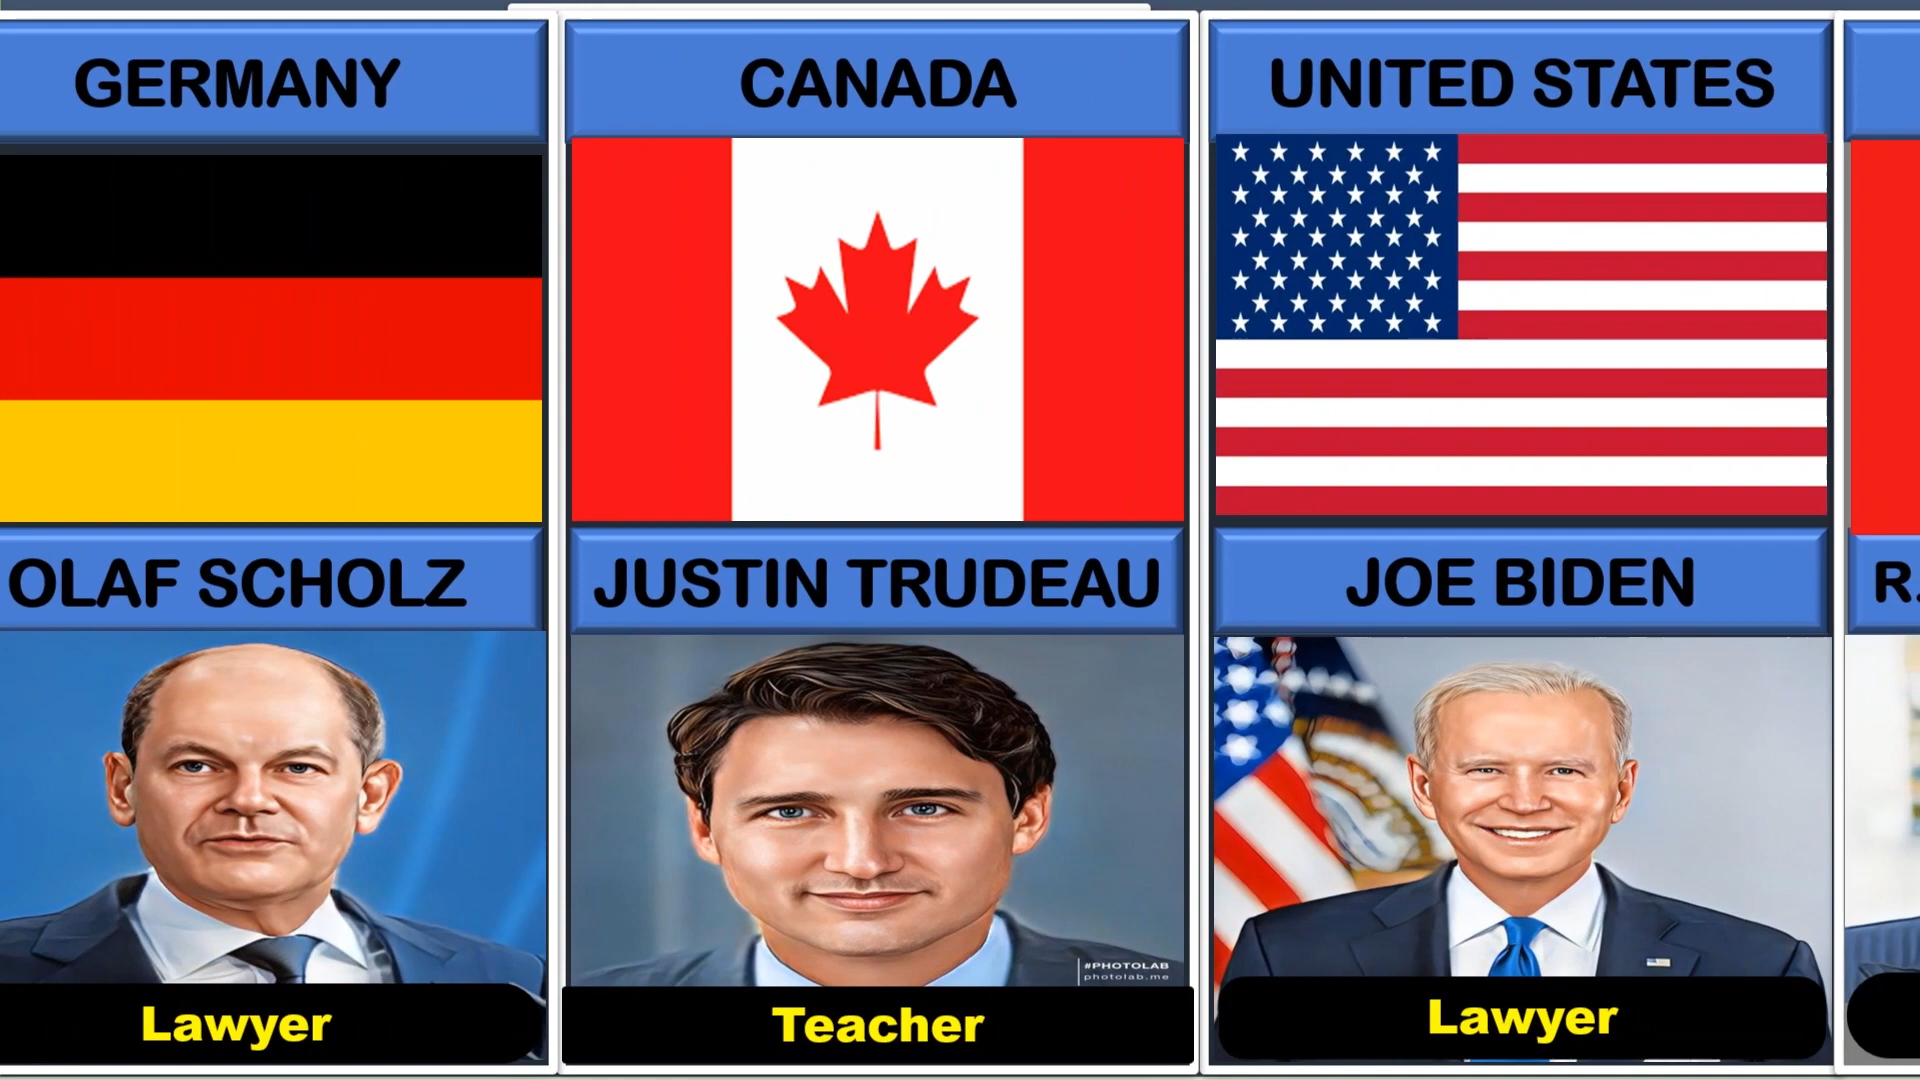 GERMANY
CANADA
UNITED STATES
OLAF SCHOLZ
JUSTIN TRUDEAU
JOE BIDEN
R.
#PHOTOLAB
photolab.me
Lawyer
Teacher
Lawyer